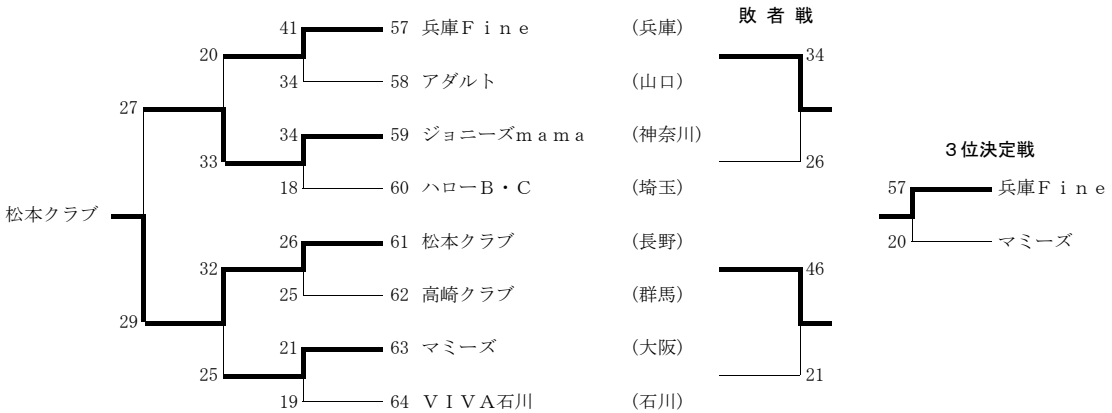 敗者戦
41 57 兵庫Ｆｉｎｅ (兵庫)
20 34
34 58 アダルト (山口)
27
34 59 ジョニーズｍａｍａ (神奈川)
33 26
３位決定戦
18 60 ハローＢ・Ｃ (埼玉)
57 兵庫Ｆｉｎｅ
松本クラブ
26 61 松本クラブ (長野)
20 マミーズ
32 46
25 62 高崎クラブ (群馬)
29
21 63 マミーズ (大阪)
25 21
19 64 ＶＩＶＡ石川 (石川)